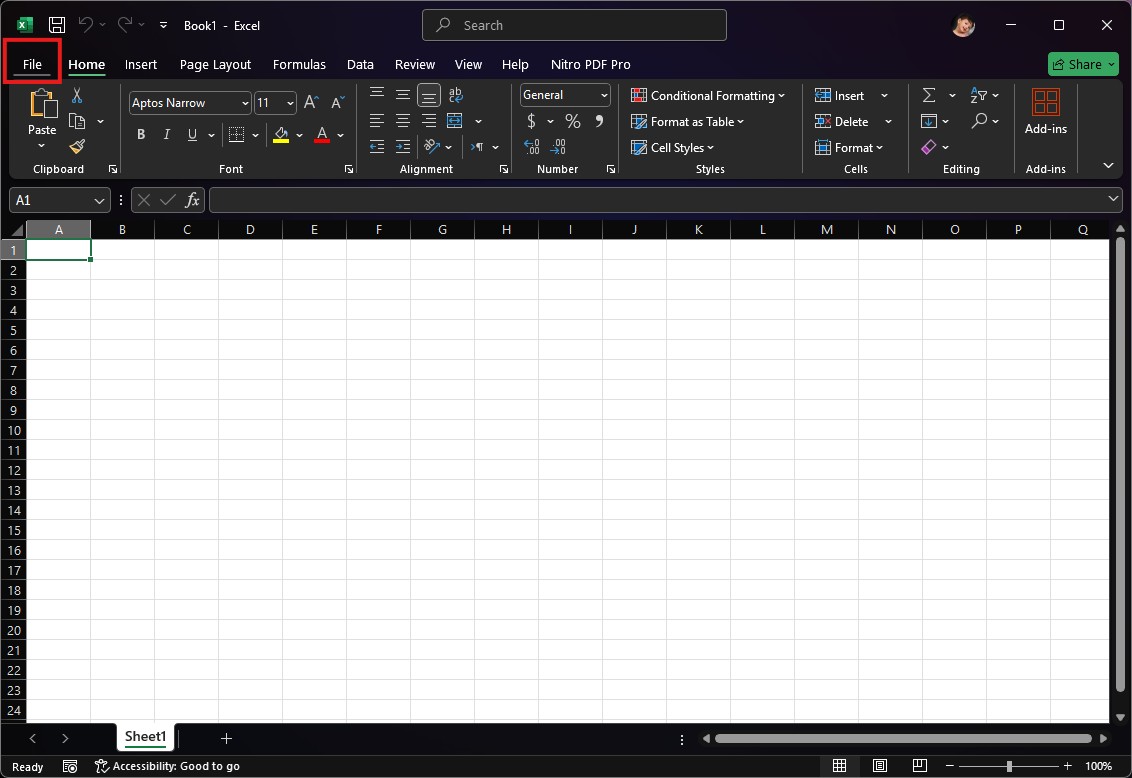 Book1 - Excel
Search
File Home Insert Page Layout Formulas Data Review View Help Nitro PDF Pro Share
Paste
Aptos Narrow 11 A A
B I U A
ab
General
$ % 9
Conditional Formatting
Format as Table
Cell Styles
Insert
Delete
Format
Add-ins
Clipboard Font Alignment Number Styles Cells Editing Add-ins
A1 fx
A B C D E F G H I J K L M N O P Q
1
2
3
4
5
6
7
8
9
10
11
12
13
14
15
16
17
18
19
20
21
22
23
24
Sheet1
Ready Accessibility: Good to go 100%